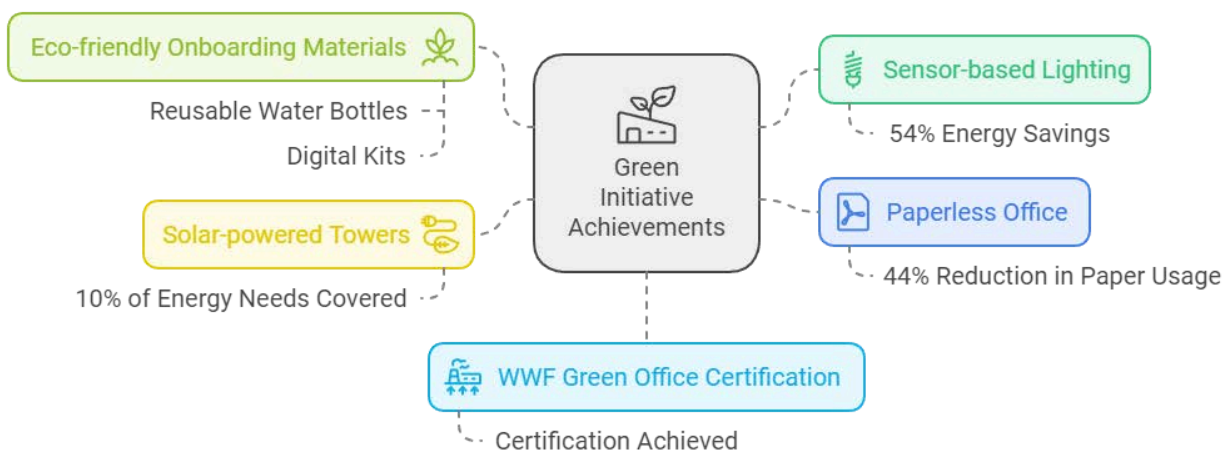 Eco-friendly Onboarding Materials
Reusable Water Bottles
Digital Kits
Solar-powered Towers
10% of Energy Needs Covered
Green
Initiative
Achievements
Sensor-based Lighting
54% Energy Savings
Paperless Office
44% Reduction in Paper Usage
WWF Green Office Certification
Certification Achieved